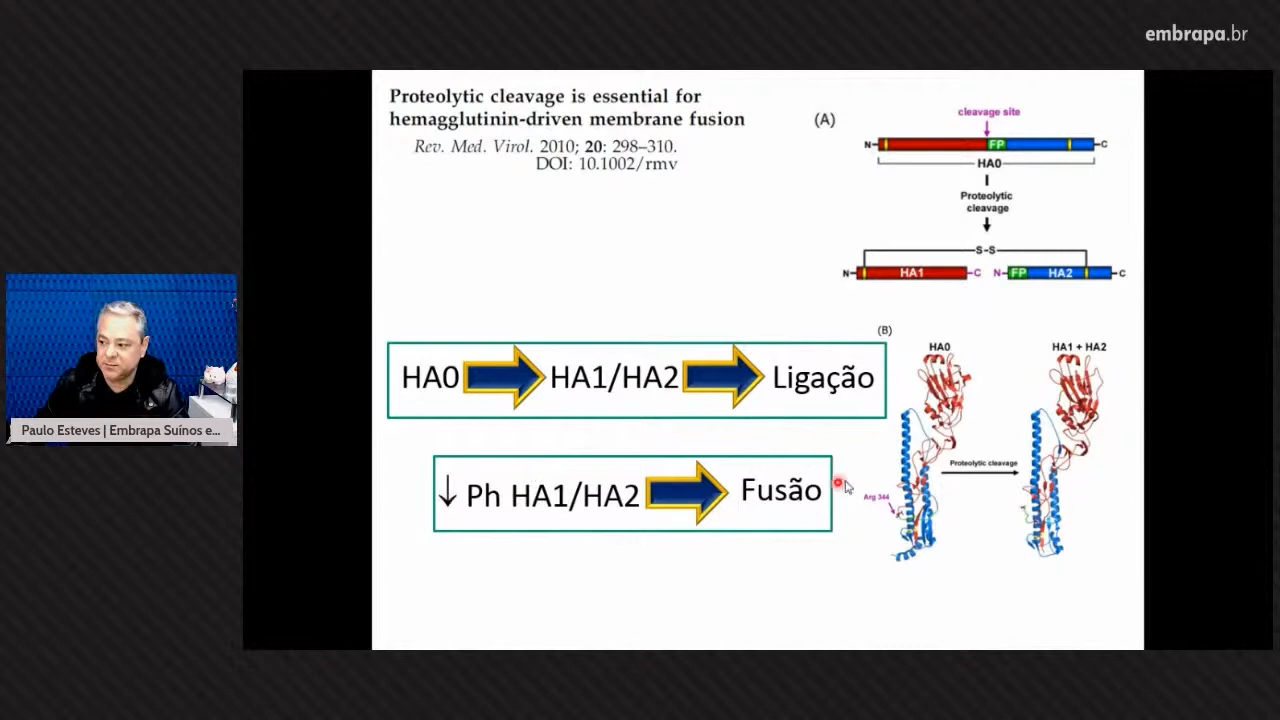 embrapa.br
Proteolytic cleavage is essential for
hemagglutinin-driven membrane fusion
Rev. Med. Virol. 2010; 20: 298–310.
DOI: 10.1002/rmv
(A)
cleavage site
N- FP -C
HA0
Proteolytic
cleavage
S-S
N- HA1 -C N- FP HA2 -C
(B)
HA0 HA1 + HA2
Proteolytic cleavage
Arg 344
HA0 HA1/HA2 Ligação
↓ Ph HA1/HA2 Fusão
Paulo Esteves | Embrapa Suínos e...